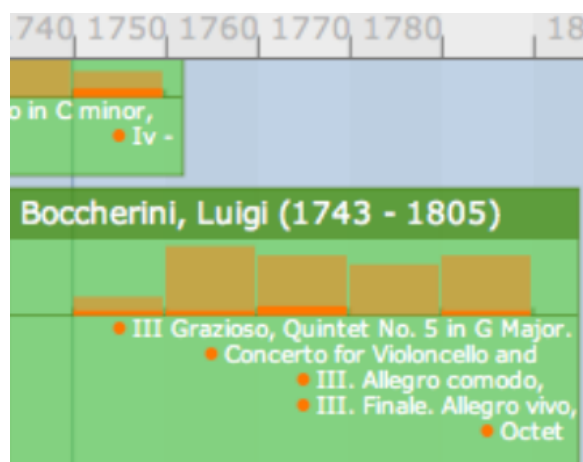 1740 1750 1760 1770 1780 18
o in C minor,
Iv -
Boccherini, Luigi (1743 - 1805)
III Grazioso, Quintet No. 5 in G Major.
Concerto for Violoncello and
III. Allegro comodo,
III. Finale. Allegro vivo,
Octet